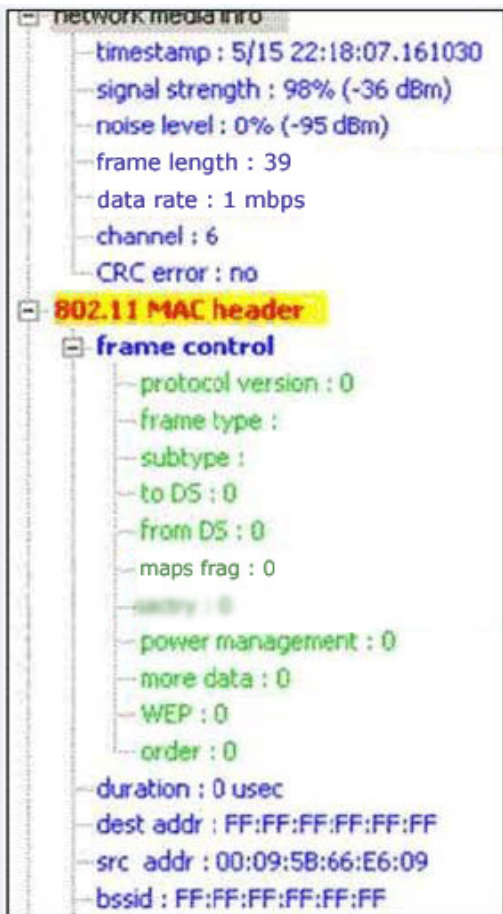 network media info
timestamp : 5/15 22:18:07.161030
signal strength : 98% (-36 dBm)
noise level : 0% (-95 dBm)
frame length : 39
data rate : 1 mbps
channel : 6
CRC error : no
802.11 MAC header
frame control
protocol version : 0
frame type :
subtype :
to DS : 0
from DS : 0
maps frag : 0
: 0
power management : 0
more data : 0
WEP : 0
order : 0
duration : 0 usec
dest addr : FF:FF:FF:FF:FF:FF
src addr : 00:09:5B:66:E6:09
bssid : FF:FF:FF:FF:FF:FF